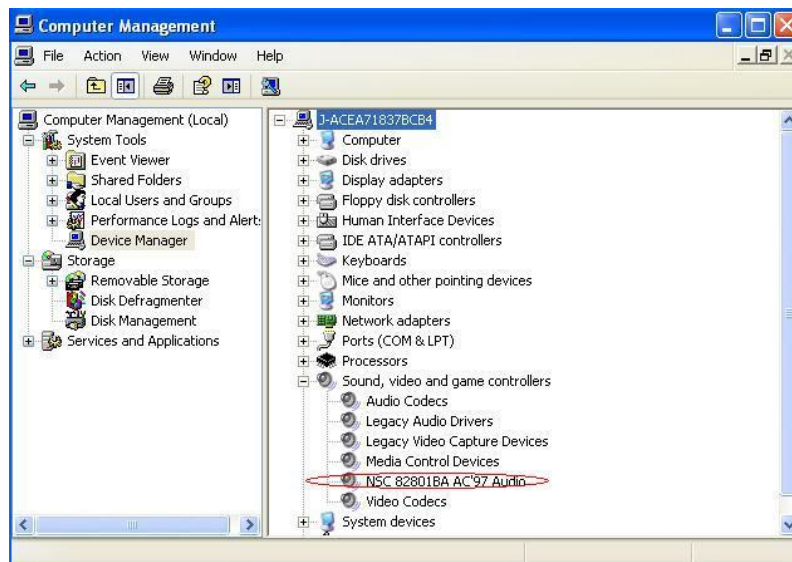 Computer Management
File Action View Window Help
Computer Management (Local)
System Tools
Event Viewer
Shared Folders
Local Users and Groups
Performance Logs and Alert:
Device Manager
Storage
Removable Storage
Disk Defragmenter
Disk Management
Services and Applications
J-ACEA71837BCB4
Computer
Disk drives
Display adapters
Floppy disk controllers
Human Interface Devices
IDE ATA/ATAPI controllers
Keyboards
Mice and other pointing devices
Monitors
Network adapters
Ports (COM & LPT)
Processors
Sound, video and game controllers
Audio Codecs
Legacy Audio Drivers
Legacy Video Capture Devices
Media Control Devices
NSC 82801BA AC'97 Audio
Video Codecs
System devices